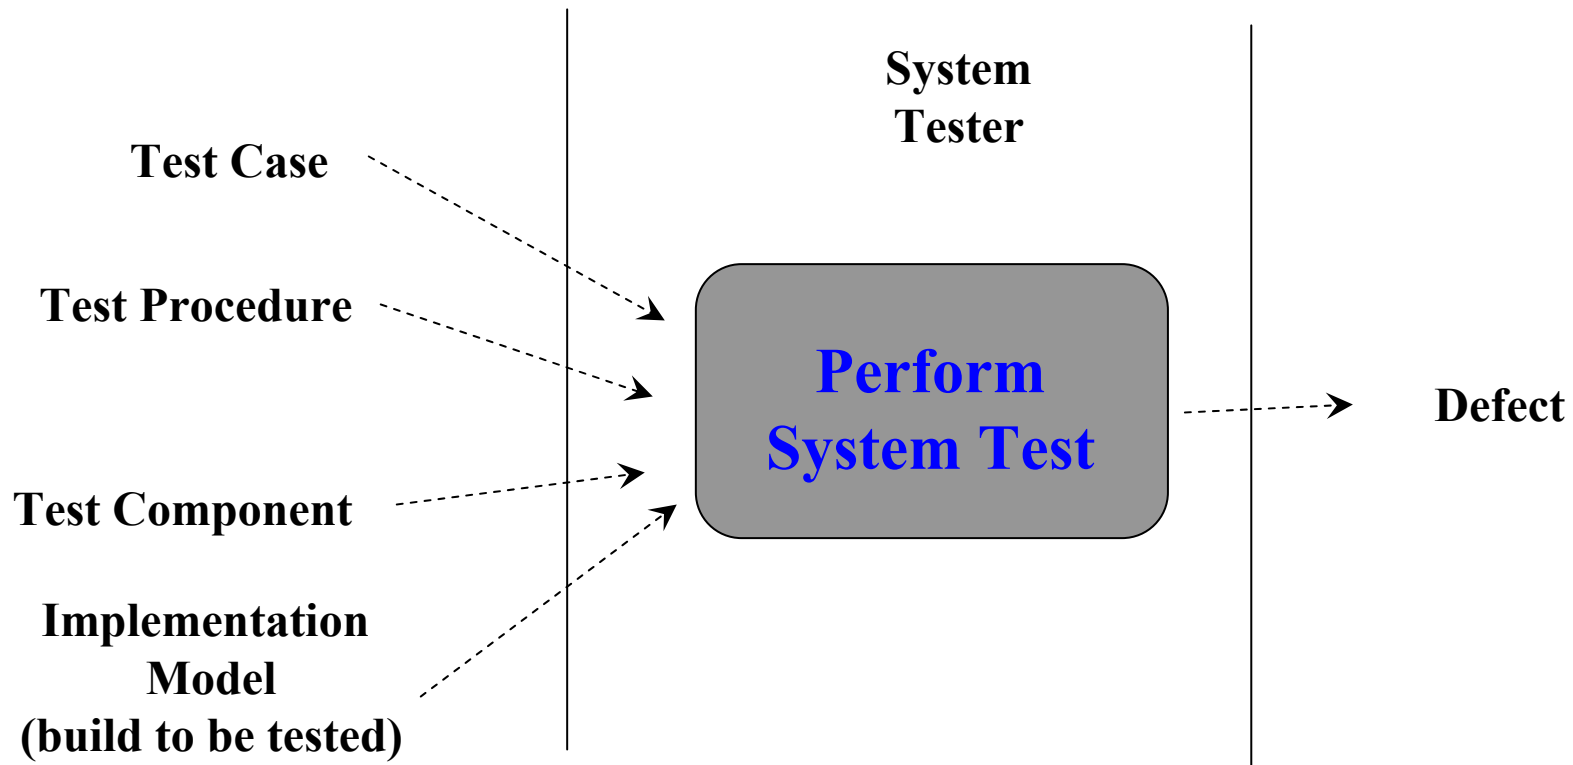 System
Tester
Test Case
Test Procedure
Perform
System Test
Defect
Test Component
Implementation
Model
(build to be tested)